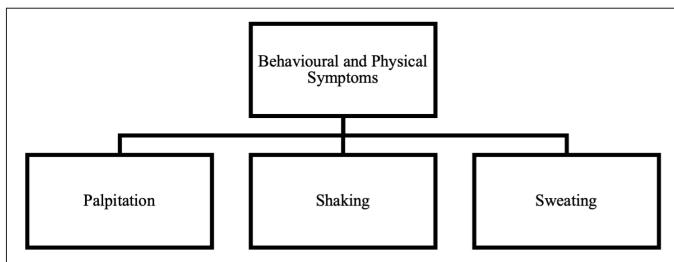 Behavioural and Physical
Symptoms
Palpitation
Shaking
Sweating